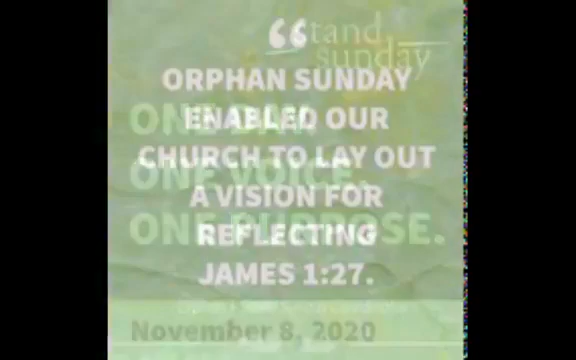 tand
sunday
“
ORPHAN SUNDAY
ENABLED OUR
CHURCH TO LAY OUT
A VISION FOR
REFLECTING
JAMES 1:27.
ONE DAY.
ONE VOICE.
ONE PURPOSE.
November 8, 2020